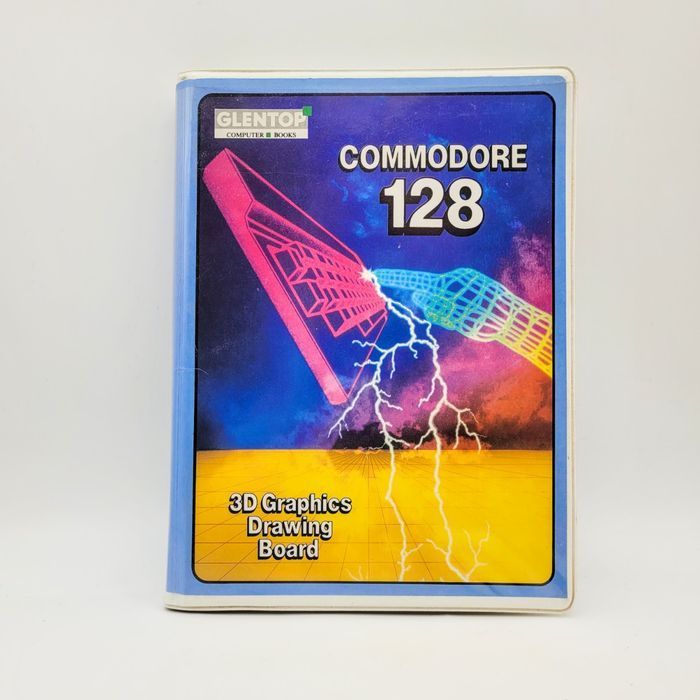 GLENTOP
COMPUTER BOOKS
COMMODORE
128
3D Graphics
Drawing
Board